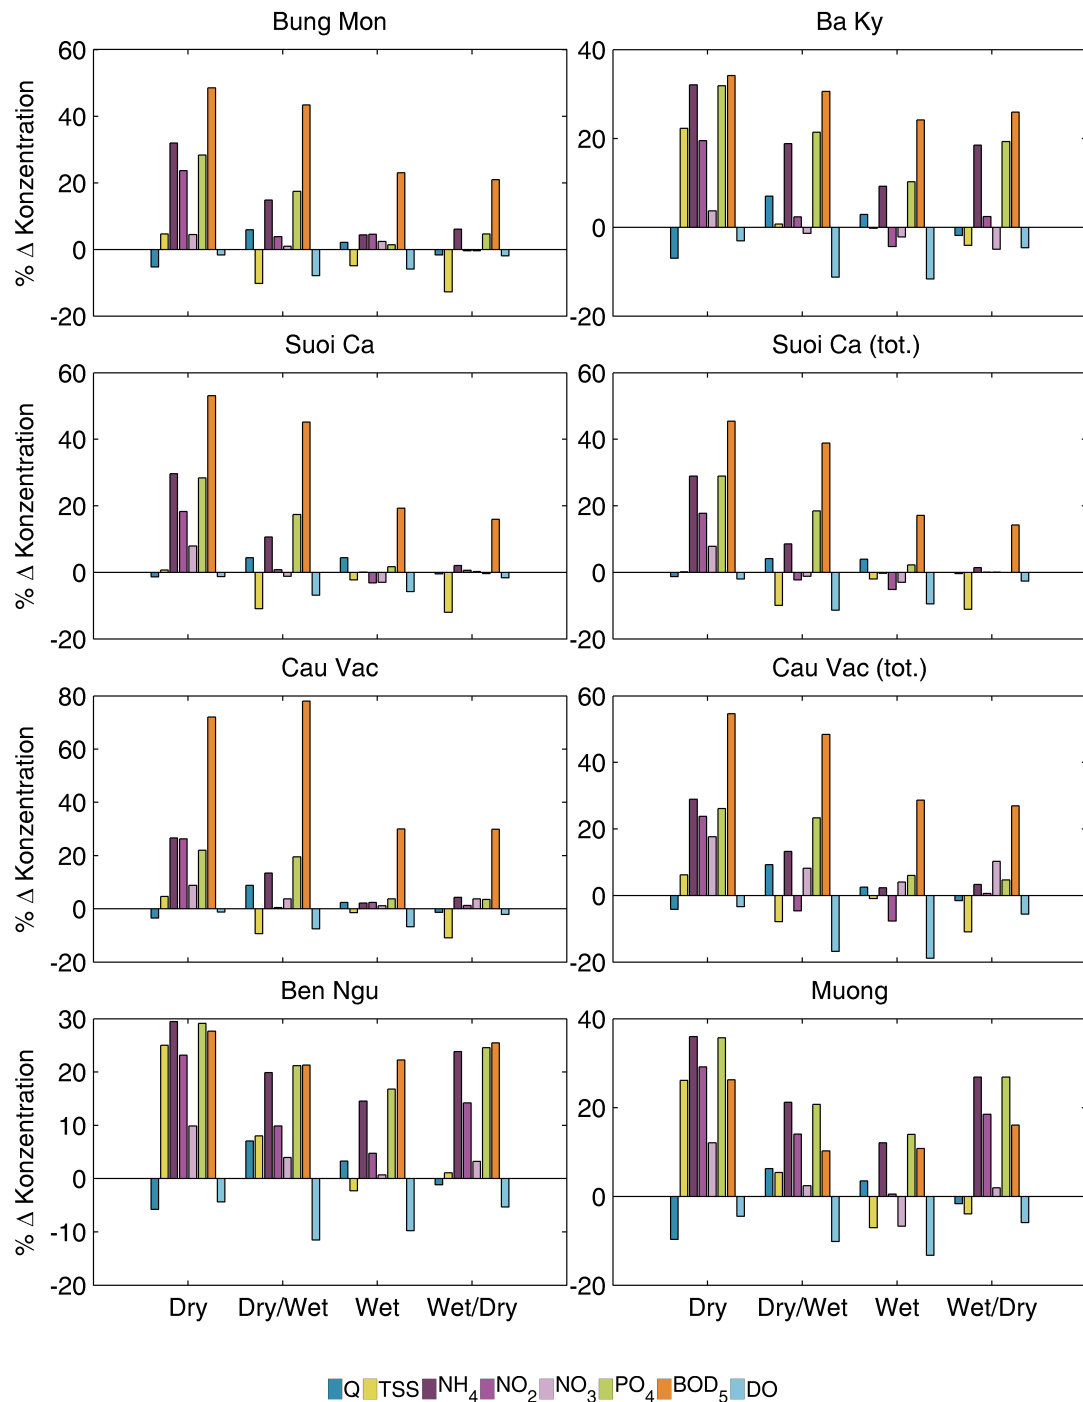 Bung Mon
Ba Ky
60
40
20
0
-20
% Δ Konzentration
40
20
0
-20
Suoi Ca
Suoi Ca (tot.)
60
40
20
0
-20
% Δ Konzentration
60
40
20
0
-20
Cau Vac
Cau Vac (tot.)
80
60
40
20
0
-20
% Δ Konzentration
60
40
20
0
-20
Ben Ngu
Muong
30
20
10
0
-10
-20
% Δ Konzentration
40
20
0
-20
Dry Dry/Wet Wet Wet/Dry
Dry Dry/Wet Wet Wet/Dry
Q TSS NH4 NO2 NO3 PO4 BOD5 DO